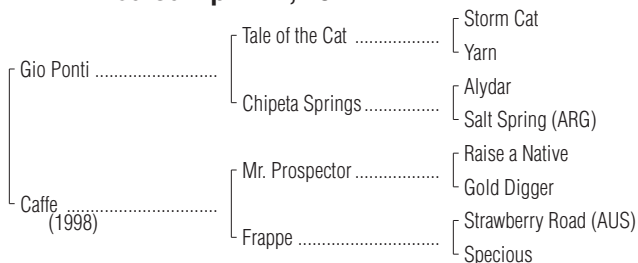 Storm Cat
Tale of the Cat ..................
Yarn
Gio Ponti ..........................
Alydar
Chipeta Springs................
Salt Spring (ARG)
Raise a Native
Mr. Prospector ..................
Gold Digger
Caffe ................................
(1998)
Strawberry Road (AUS)
Frappe ..............................
Specious